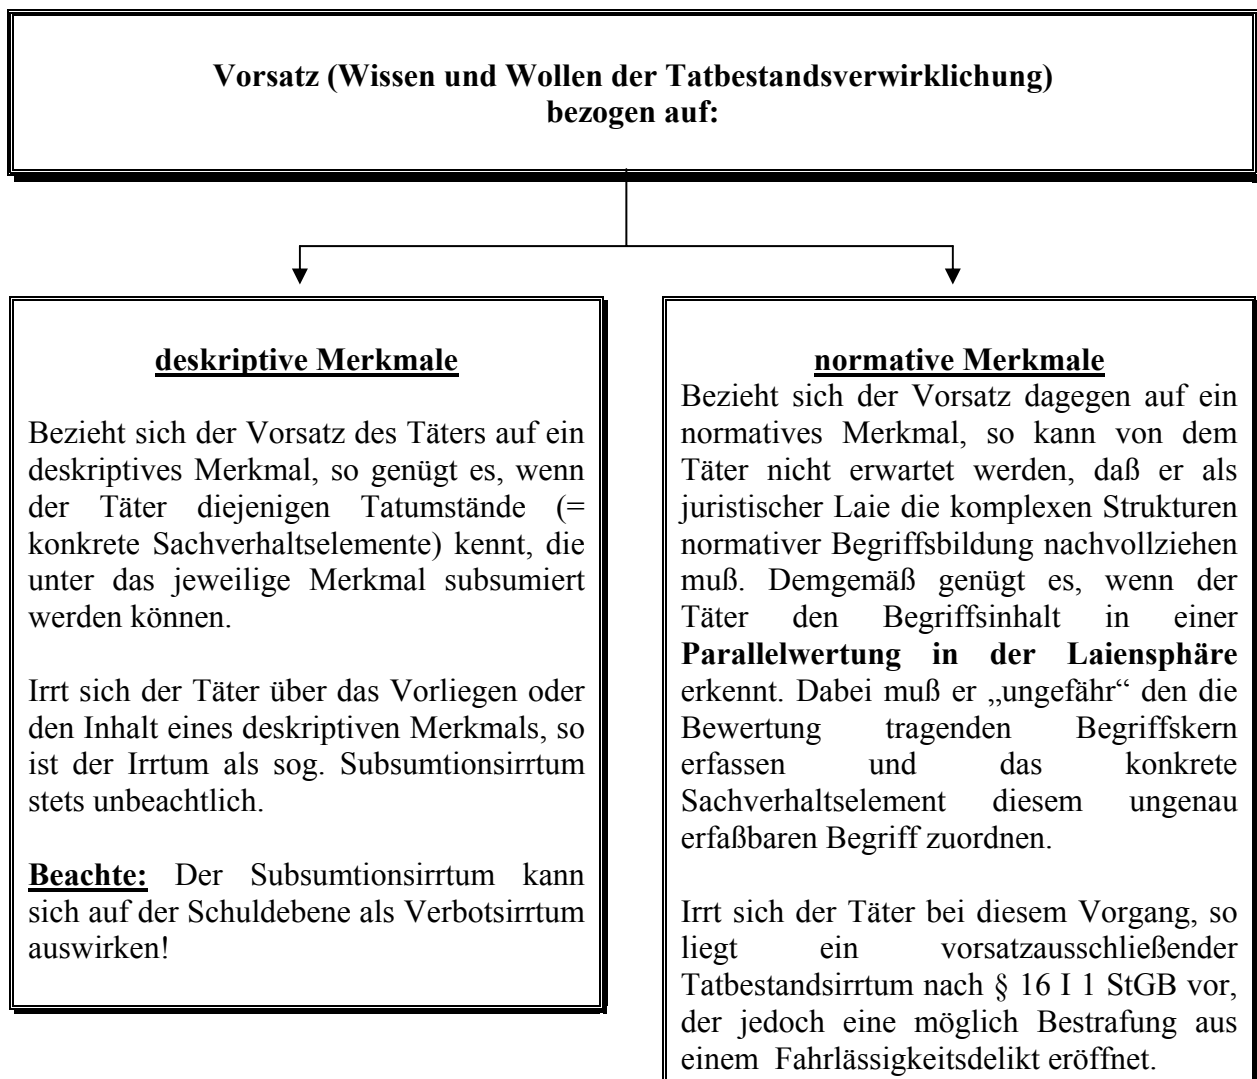 Vorsatz (Wissen und Wollen der Tatbestandsverwirklichung)
bezogen auf:
deskriptive Merkmale
Bezieht sich der Vorsatz des Täters auf ein
deskriptives Merkmal, so genügt es, wenn
der Täter diejenigen Tatumstände (=
konkrete Sachverhaltselemente) kennt, die
unter das jeweilige Merkmal subsumiert
werden können.
Irrt sich der Täter über das Vorliegen oder
den Inhalt eines deskriptiven Merkmals, so
ist der Irrtum als sog. Subsumtionsirrtum
stets unbeachtlich.
Beachte: Der Subsumtionsirrtum kann
sich auf der Schuldebene als Verbotsirrtum
auswirken!
normative Merkmale
Bezieht sich der Vorsatz dagegen auf ein
normatives Merkmal, so kann von dem
Täter nicht erwartet werden, daß er als
juristischer Laie die komplexen Strukturen
normativer Begriffsbildung nachvollziehen
muß. Demgemäß genügt es, wenn der
Täter den Begriffsinhalt in einer
Parallelwertung in der Laiensphäre
erkennt. Dabei muß er „ungefähr“ den die
Bewertung tragenden Begriffskern
erfassen und das konkrete
Sachverhaltselement diesem ungenau
erfaßbaren Begriff zuordnen.
Irrt sich der Täter bei diesem Vorgang, so
liegt ein vorsatzausschließender
Tatbestandsirrtum nach § 16 I 1 StGB vor,
der jedoch eine möglich Bestrafung aus
einem Fahrlässigkeitsdelikt eröffnet.